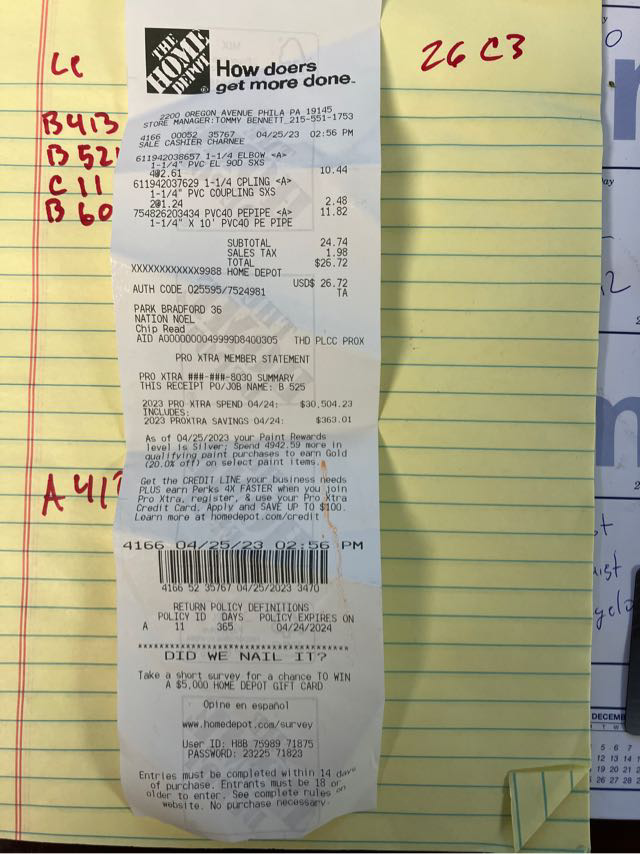 THE HOME DEPOT
How doers
get more done.
26 C3
LL
B413
B52
C11
B60
A41
2200 OREGON AVENUE PHILA PA 19145
STORE MANAGER:TOMMY BENNETT 215-551-1753
4166 00052 35767 04/25/23 02:56 PM
SALE CASHIER CHARNEE
611942038657 1-1/4 ELBOW <A>
1-1/4" PVC EL 90D SXS
4@2.61 10.44
611942037629 1-1/4 CPLING <A>
1-1/4" PVC COUPLING SXS
2@1.24 2.48
754826203434 PVC40 PEPIPE <A> 11.82
1-1/4" X 10' PVC40 PE PIPE
SUBTOTAL 24.74
SALES TAX 1.98
TOTAL $26.72
XXXXXXXXXXXX9988 HOME DEPOT
USD$ 26.72
AUTH CODE 025595/7524981 TA
PARK BRADFORD 36
NATION NOEL
Chip Read
AID A0000000049999D8400305 THD PLCC PROX
PRO XTRA MEMBER STATEMENT
PRO XTRA ###-###-8030 SUMMARY
THIS RECEIPT PO/JOB NAME: B 525
2023 PRO XTRA SPEND 04/24: $30,504.23
INCLUDES:
2023 PROXTRA SAVINGS 04/24: $363.01
As of 04/25/2023 your Paint Rewards
level is Silver; Spend 4942.59 more in
qualifying paint purchases to earn Gold
(20.0% off) on select paint items.
Get the CREDIT LINE your business needs
PLUS earn Perks 4X FASTER when you join
Pro Xtra, register, & use your Pro Xtra
Credit Card. Apply and SAVE UP TO $100.
Learn more at homedepot.com/credit
4166 04/25/23 02:56 PM
4166 52 35767 04/25/2023 3470
RETURN POLICY DEFINITIONS
POLICY ID DAYS POLICY EXPIRES ON
A 11 365 04/24/2024
DID WE NAIL IT?
Take a short survey for a chance TO WIN
A $5,000 HOME DEPOT GIFT CARD
Opine en español
www.homedepot.com/survey
User ID: H8B 75989 71875
PASSWORD: 23225 71823
Entries must be completed within 14 days
of purchase. Entrants must be 18 or
older to enter. See complete rules on
website. No purchase necessary.
DECEMB
5 6 7
12 13 14
19 20 21
26 27 28